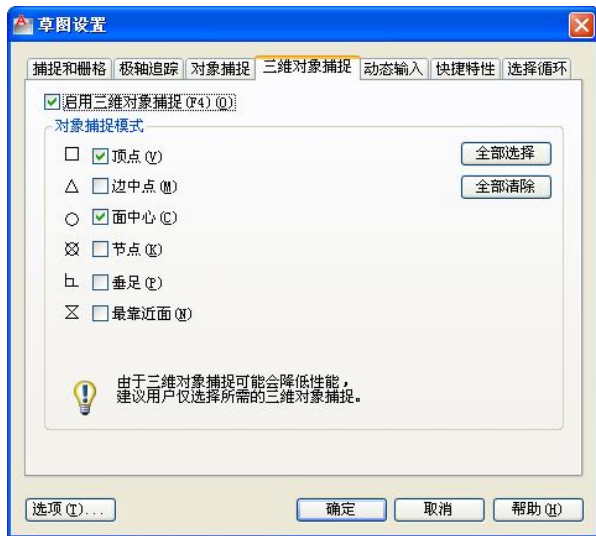 草图设置
捕捉和栅格 极轴追踪 对象捕捉 三维对象捕捉 动态输入 快捷特性 选择循环
启用三维对象捕捉(F4)(O)
对象捕捉模式
顶点(V) 全部选择
边中点(M) 全部清除
面中心(C)
节点(K)
垂足(P)
最靠近面(N)
由于三维对象捕捉可能会降低性能，
建议用户仅选择所需的三维对象捕捉。
选项(T)... 确定 取消 帮助(H)